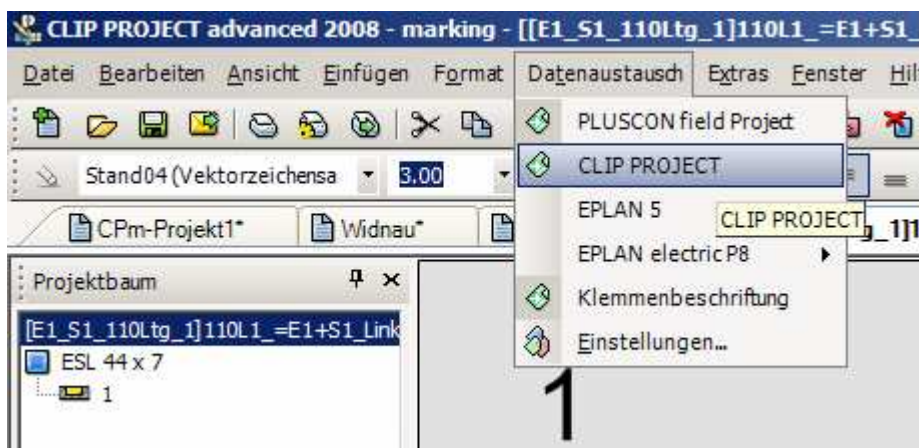 CLIP PROJECT advanced 2008 - marking - [[E1_S1_110Ltg_1]110L1_=E1+S1_
Datei Bearbeiten Ansicht Einfügen Format Datenaustausch Extras Fenster Hil
PLUSCON field Project
Stand04 (Vektorzeichensa 3.00
CLIP PROJECT
CPm-Projekt1* Widnau*
EPLAN 5
CLIP PROJECT
g_1]1
EPLAN electric P8
Projektbaum
Klemmenbeschriftung
[E1_S1_110Ltg_1]110L1_=E1+S1_Link
ESL 44 x 7
Einstellungen...
1
1